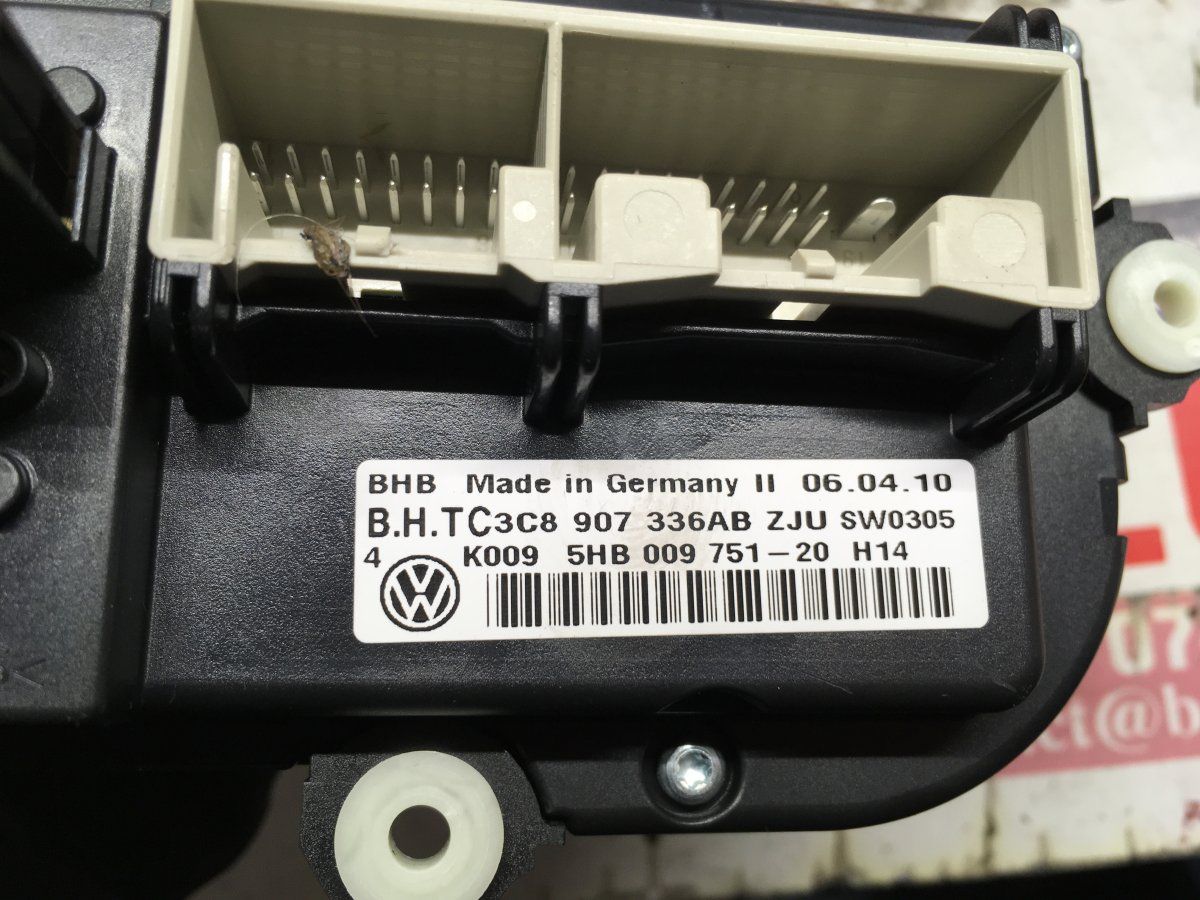 BHB Made in Germany II 06.04.10
B.H.TC3C8 907 336AB ZJU SW0305
4 K009 5HB 009 751-20 H14
61